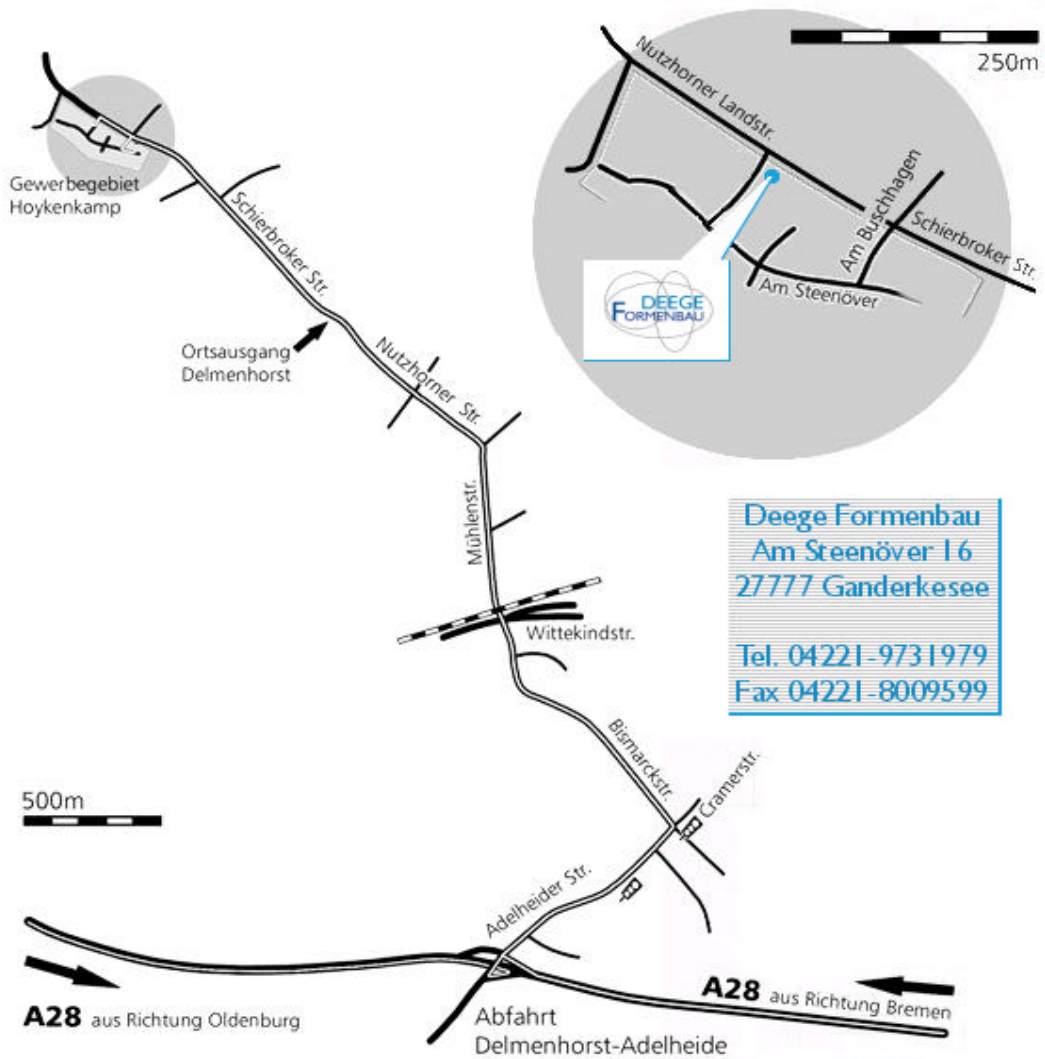 250m
Nutzhorner Landstr.
Am Buschhagen
Schierbroker Str.
Am Steenöver
DEEGE
FORMENBAU
Gewerbegebiet
Hoykenkamp
Schierbroker Str.
Ortsausgang
Delmenhorst
Nutzhorner Str.
Mühlenstr.
Wittekindstr.
Deege Formenbau
Am Steenöver 16
27777 Ganderkesee
Tel. 04221-9731979
Fax 04221-8009599
Bismarckstr.
Cramerstr.
500m
Adelheider Str.
A28 aus Richtung Oldenburg
A28 aus Richtung Bremen
Abfahrt
Delmenhorst-Adelheide